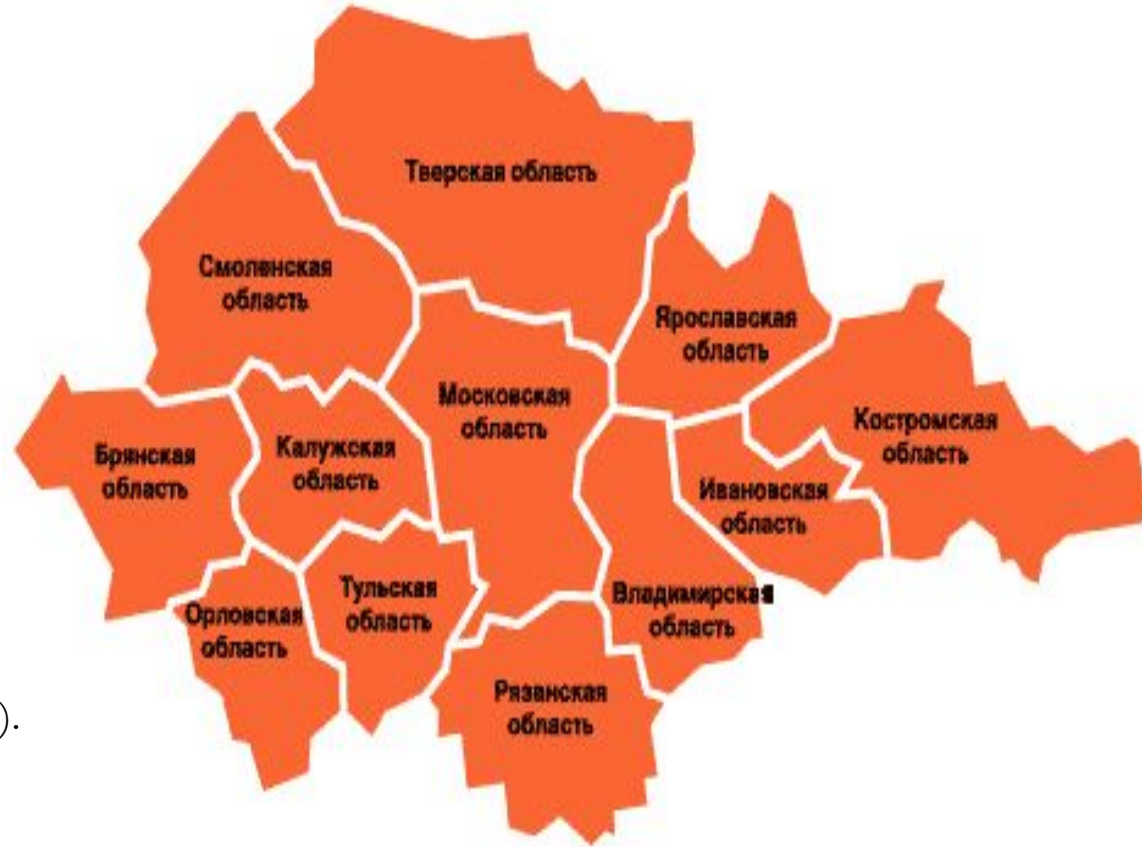 Тверская область
Смоленская
область
Ярославская
область
Московская
область
Костромская
область
Брянская
область
Калужская
область
Ивановская
область
Тульская
область
Владимирская
область
Орловская
область
Рязанская
область
).